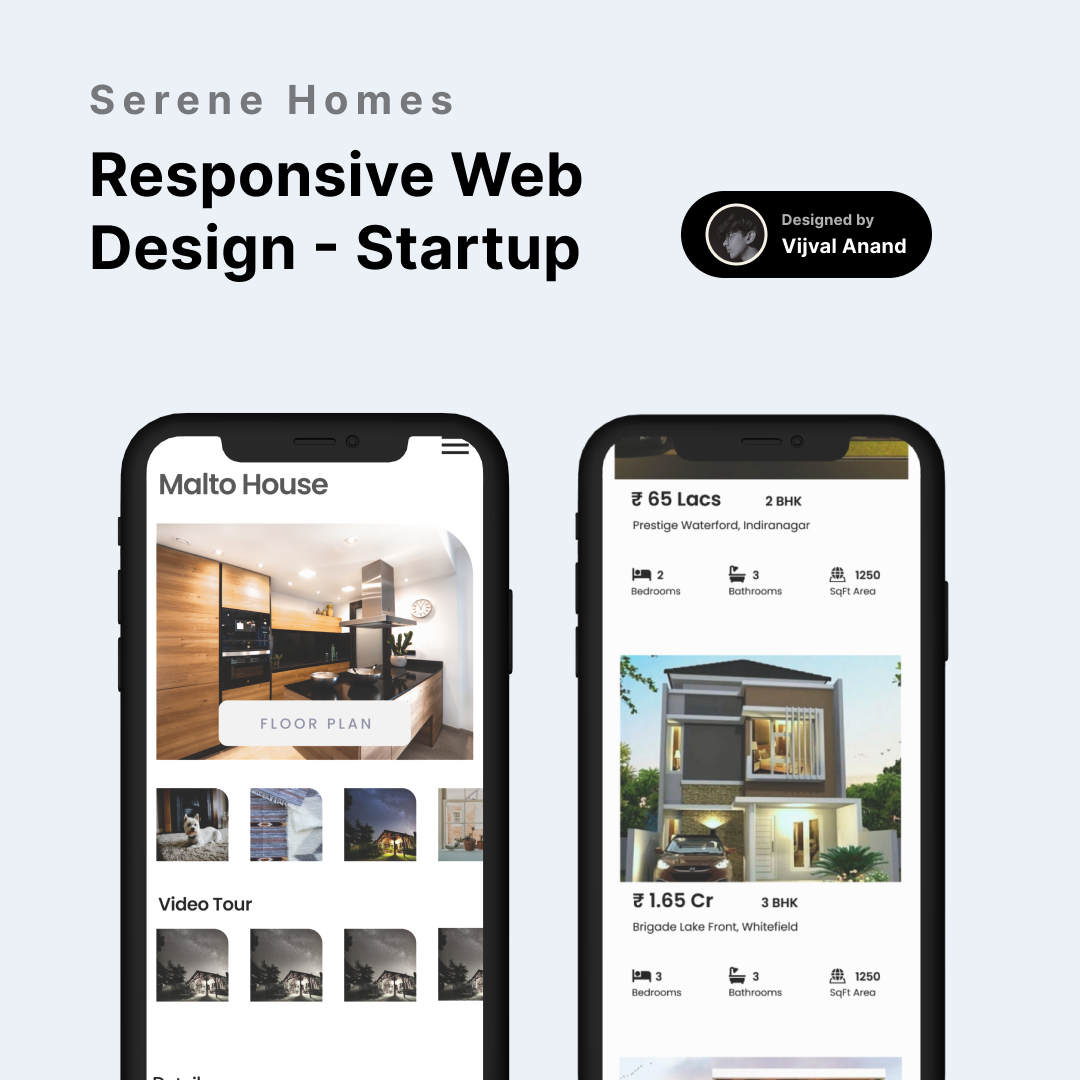 Serene Homes
Responsive Web
Design - Startup
Designed by
Vijval Anand
Malto House
FLOOR PLAN
Video Tour
₹ 65 Lacs
2 BHK
Prestige Waterford, Indiranagar
2
Bedrooms
3
Bathrooms
1250
SqFt Area
₹ 1.65 Cr
3 BHK
Brigade Lake Front, Whitefield
3
Bedrooms
3
Bathrooms
1250
SqFt Area